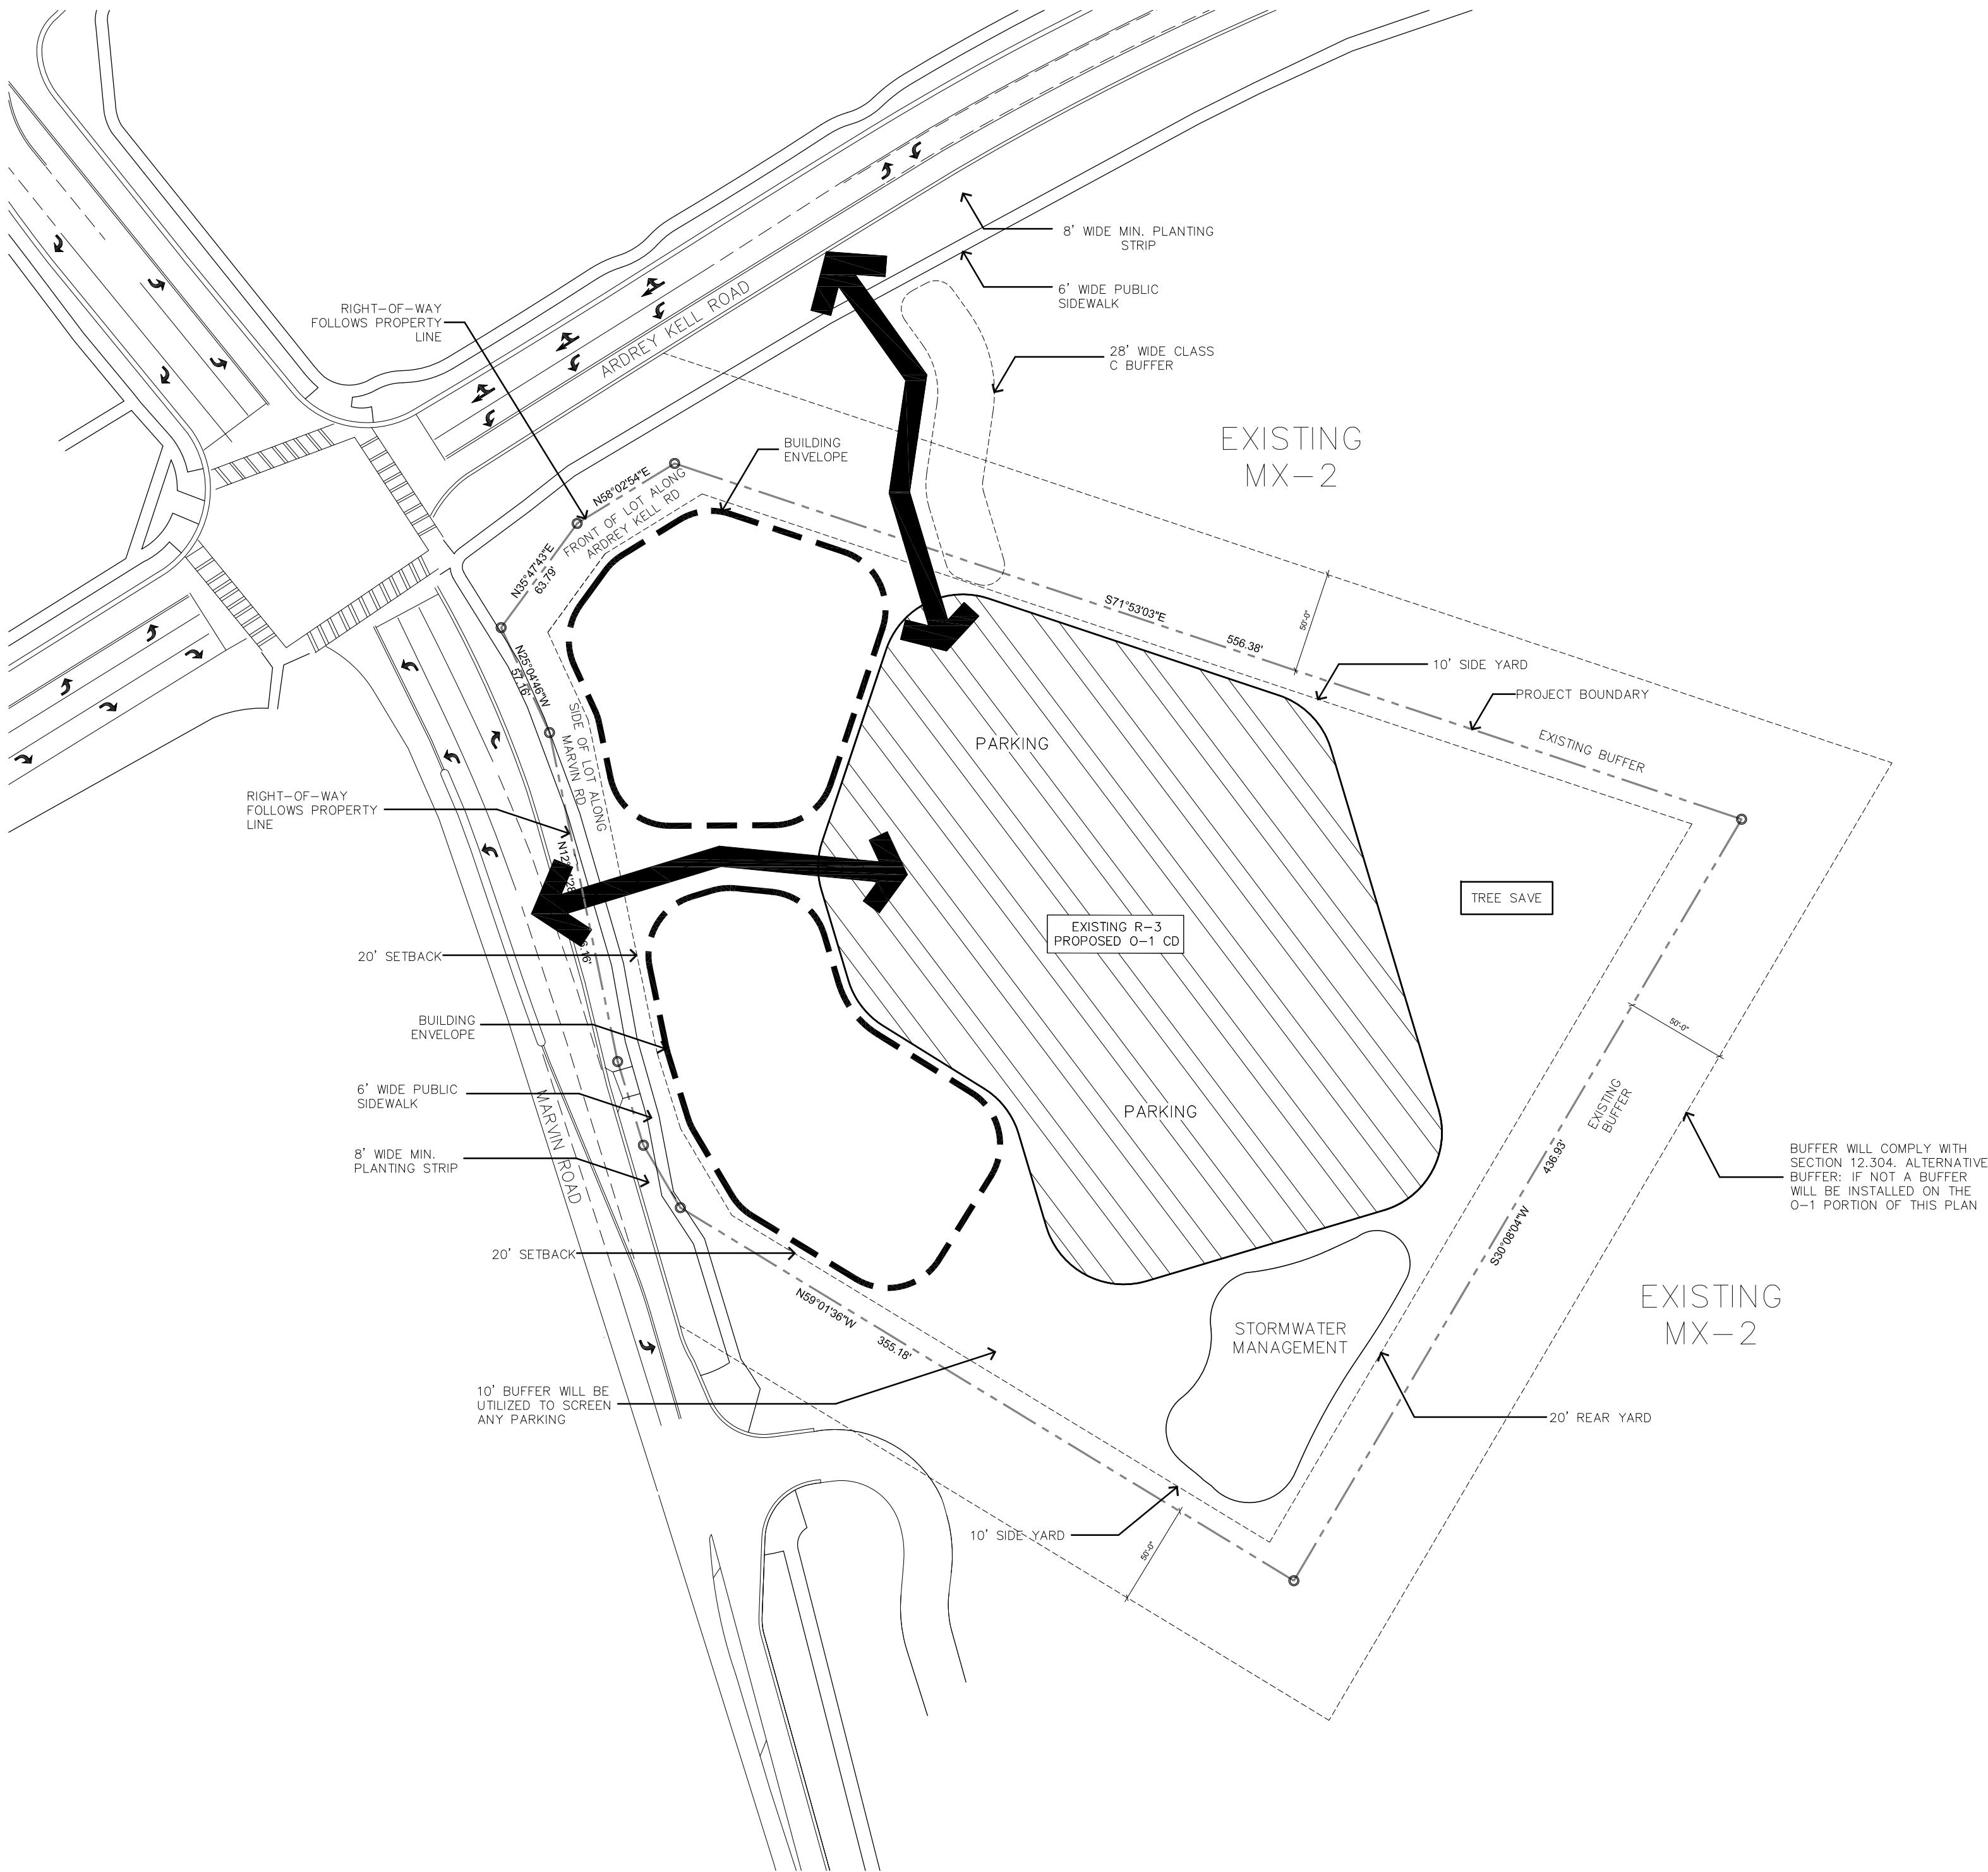 8' WIDE MIN. PLANTING
STRIP
6' WIDE PUBLIC
SIDEWALK
RIGHT-OF-WAY
FOLLOWS PROPERTY
LINE
ARDREY KELL ROAD
28' WIDE CLASS
C BUFFER
EXISTING
MX-2
BUILDING
ENVELOPE
N58°02'54"E
FRONT OF LOT ALONG
ARDREY KELL RD
N35°47'43"E
63.79'
S71°53'03"E
556.38'
50'-0"
N25°04'46"W
57.16'
10' SIDE YARD
PROJECT BOUNDARY
EXISTING BUFFER
SIDE OF LOT ALONG
MARVIN RD
PARKING
RIGHT-OF-WAY
FOLLOWS PROPERTY
LINE
TREE SAVE
EXISTING R-3
PROPOSED O-1 CD
20' SETBACK
BUILDING
ENVELOPE
50'-0"
6' WIDE PUBLIC
SIDEWALK
MARVIN ROAD
PARKING
EXISTING
BUFFER
436.93'
8' WIDE MIN.
PLANTING STRIP
BUFFER WILL COMPLY WITH
SECTION 12.304. ALTERNATIVE
BUFFER: IF NOT A BUFFER
WILL BE INSTALLED ON THE
O-1 PORTION OF THIS PLAN
S30°08'04"W
20' SETBACK
N59°01'36"W
355.18'
EXISTING
MX-2
STORMWATER
MANAGEMENT
10' BUFFER WILL BE
UTILIZED TO SCREEN
ANY PARKING
20' REAR YARD
10' SIDE YARD
50'-0"